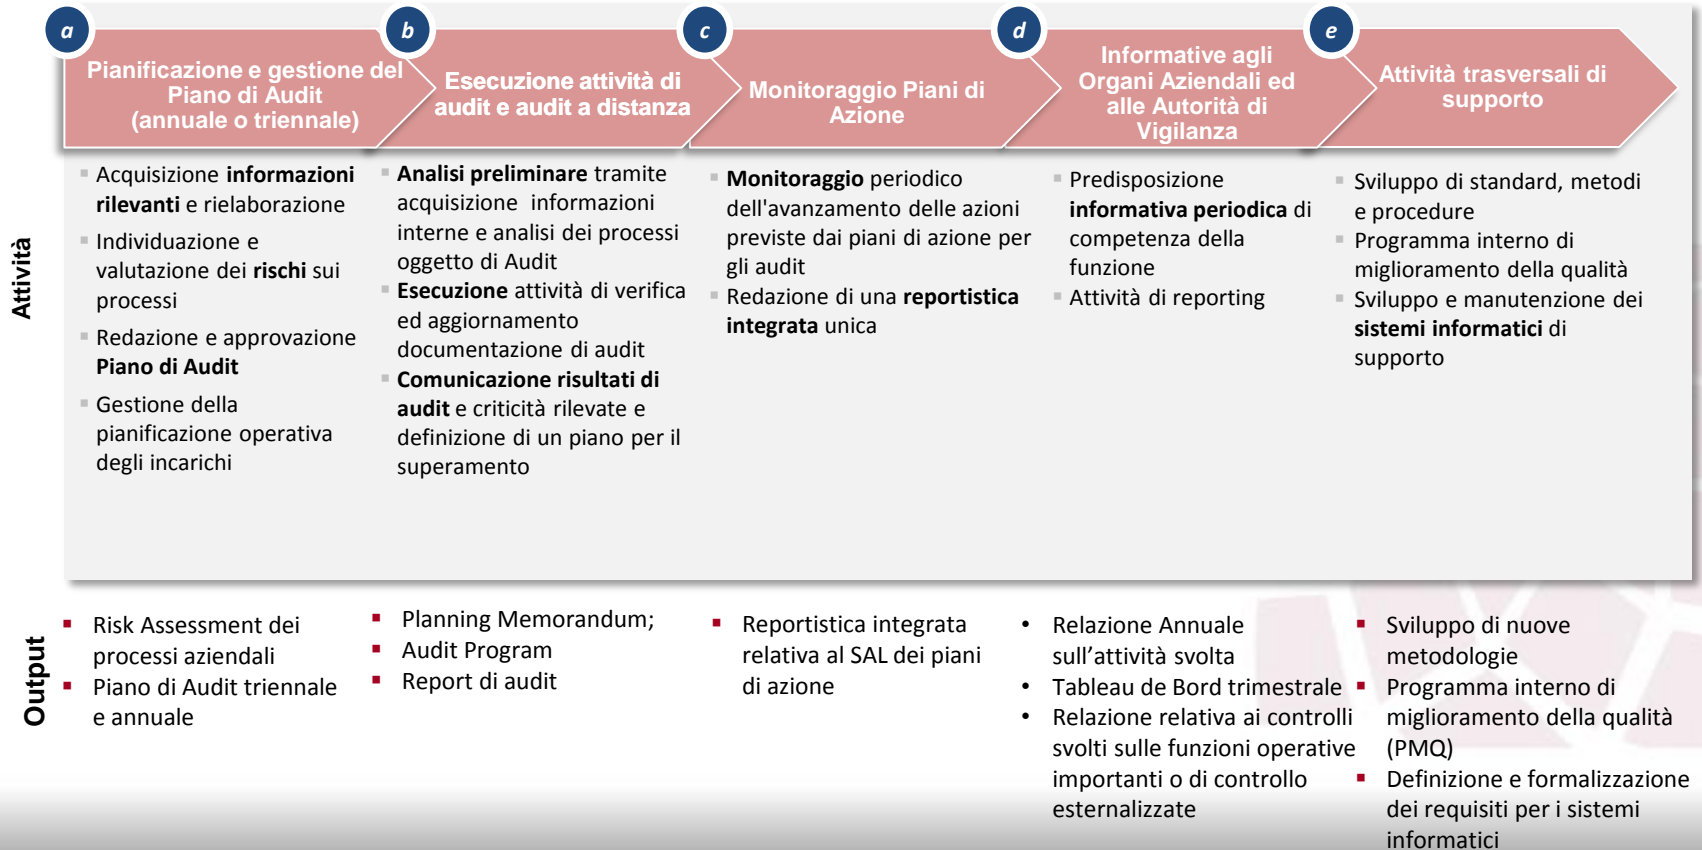 a
Pianificazione e gestione del
Piano di Audit
(annuale o triennale)
b
Esecuzione attività di
audit e audit a distanza
c
Monitoraggio Piani di
Azione
d
Informative agli
Organi Aziendali ed
alle Autorità di
Vigilanza
e
Attività trasversali di
supporto
Attività
Acquisizione informazioni
rilevanti e rielaborazione
Individuazione e
valutazione dei rischi sui
processi
Redazione e approvazione
Piano di Audit
Gestione della
pianificazione operativa
degli incarichi
Analisi preliminare tramite
acquisizione informazioni
interne e analisi dei processi
oggetto di Audit
Esecuzione attività di verifica
ed aggiornamento
documentazione di audit
Comunicazione risultati di
audit e criticità rilevate e
definizione di un piano per il
superamento
Monitoraggio periodico
dell'avanzamento delle azioni
previste dai piani di azione per
gli audit
Redazione di una reportistica
integrata unica
Predisposizione
informativa periodica di
competenza della
funzione
Attività di reporting
Sviluppo di standard, metodi
e procedure
Programma interno di
miglioramento della qualità
Sviluppo e manutenzione dei
sistemi informatici di
supporto
Output
Risk Assessment dei
processi aziendali
Piano di Audit triennale
e annuale
Planning Memorandum;
Audit Program
Report di audit
Reportistica integrata
relativa al SAL dei piani
di azione
Relazione Annuale
sull’attività svolta
Tableau de Bord trimestrale
Relazione relativa ai controlli
svolti sulle funzioni operative
importanti o di controllo
esternalizzate
Sviluppo di nuove
metodologie
Programma interno di
miglioramento della qualità
(PMQ)
Definizione e formalizzazione
dei requisiti per i sistemi
informatici